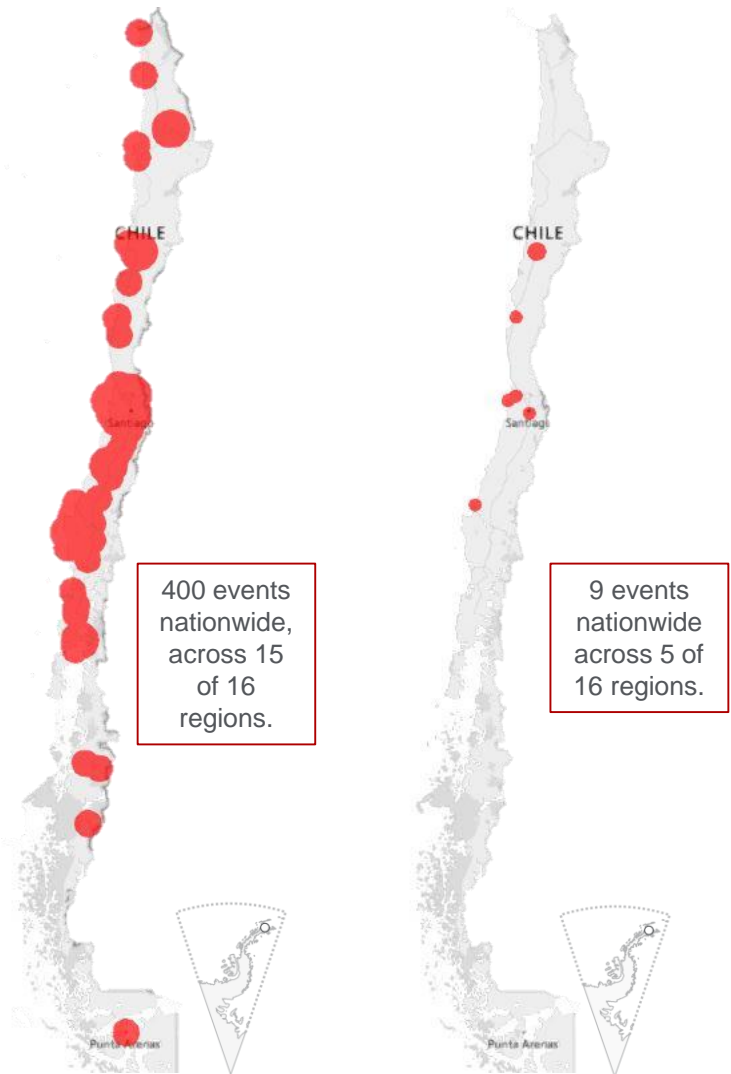 CHILE
Santiago
400 events
nationwide,
across 15
of 16
regions.
Punta Arenas
CHILE
Santiago
9 events
nationwide
across 5 of
16 regions.
Punta Arenas